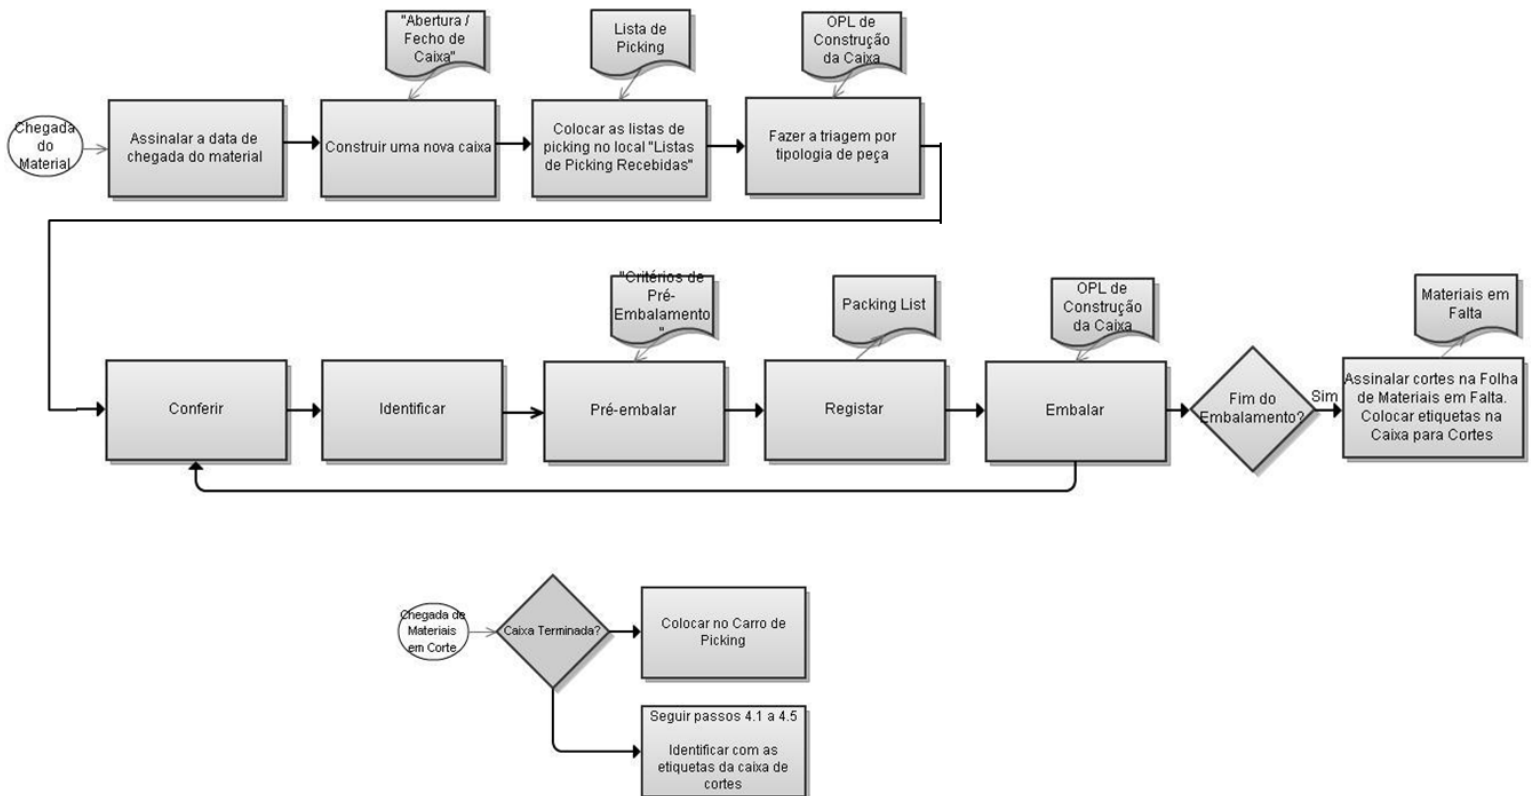 "Abertura /
Fecho de
Caixa"
Lista de
Picking
OPL de
Construção
da Caixa
Chegada
do
Material
Assinalar a data de
chegada do material
Construir uma nova caixa
Colocar as listas de
picking no local "Listas
de Picking Recebidas"
Fazer a triagem por
tipologia de peça
"Critérios de
Pré-
Embalamento
"
Packing List
OPL de
Construção
da Caixa
Materiais em
Falta
Conferir
Identificar
Pré-embalar
Registar
Embalar
Fim do
Embalamento?
Sim
Assinalar cortes na Folha
de Materiais em Falta.
Colocar etiquetas na
Caixa para Cortes
Chegada de
Materiais
em Corte
Caixa Terminada?
Colocar no Carro de
Picking
Seguir passos 4.1 a 4.5
Identificar com as
etiquetas da caixa de
cortes